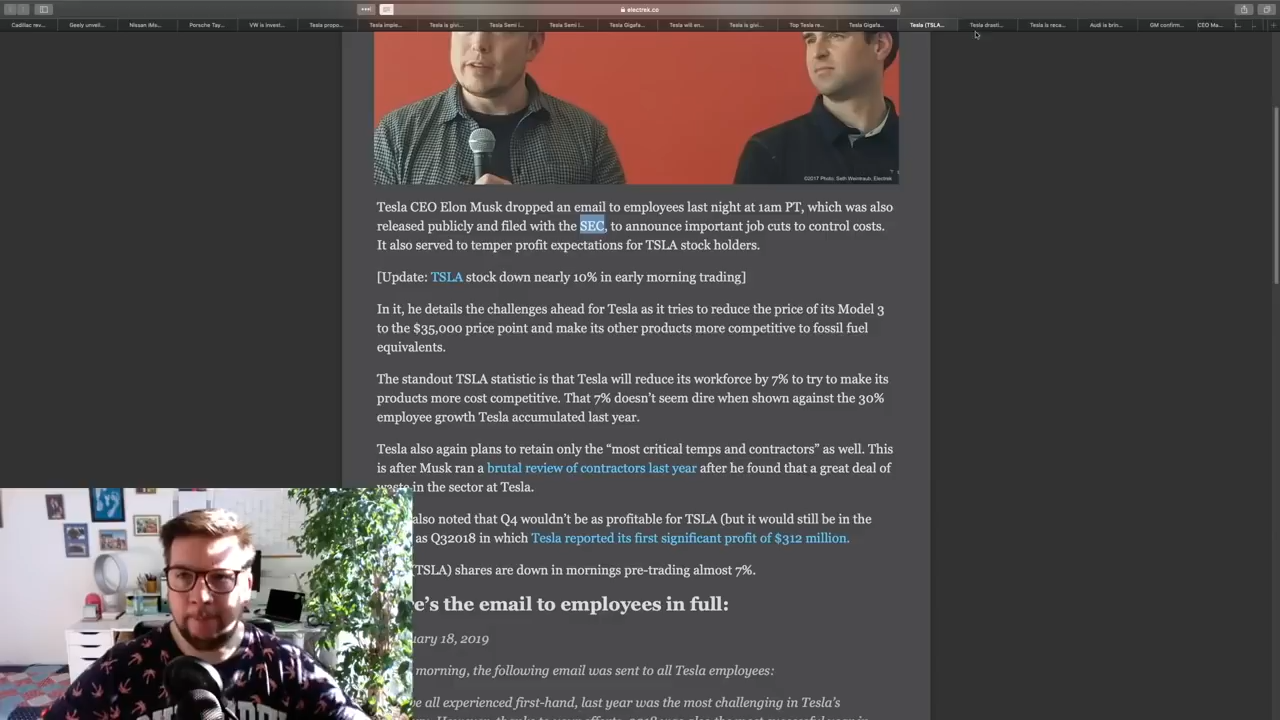 electrek.co
Cadillac rev...
Geely unveil...
Nissan iMx...
Porsche Tay...
VW is invest...
Tesla propo...
Tesla imple...
Tesla is givi...
Tesla Semi i...
Tesla Semi i...
Tesla Gigafa...
Tesla will en...
Tesla is givi...
Top Tesla re...
Tesla Gigafa...
Tesla (TSLA...
Tesla drasti...
Tesla is reca...
Audi is brin...
GM confirm...
CEO Ma...
©2017 Photo: Seth Weintraub, Electrek
Tesla CEO Elon Musk dropped an email to employees last night at 1am PT, which was also
released publicly and filed with the SEC, to announce important job cuts to control costs.
It also served to temper profit expectations for TSLA stock holders.
[Update: TSLA stock down nearly 10% in early morning trading]
In it, he details the challenges ahead for Tesla as it tries to reduce the price of its Model 3
to the $35,000 price point and make its other products more competitive to fossil fuel
equivalents.
The standout TSLA statistic is that Tesla will reduce its workforce by 7% to try to make its
products more cost competitive. That 7% doesn't seem dire when shown against the 30%
employee growth Tesla accumulated last year.
Tesla also again plans to retain only the “most critical temps and contractors” as well. This
is after Musk ran a brutal review of contractors last year after he found that a great deal of
waste in the sector at Tesla.
also noted that Q4 wouldn't be as profitable for TSLA (but it would still be in the
as Q32018 in which Tesla reported its first significant profit of $312 million.
(TSLA) shares are down in mornings pre-trading almost 7%.
e's the email to employees in full:
uary 18, 2019
morning, the following email was sent to all Tesla employees:
ve all experienced first-hand, last year was the most challenging in Tesla's